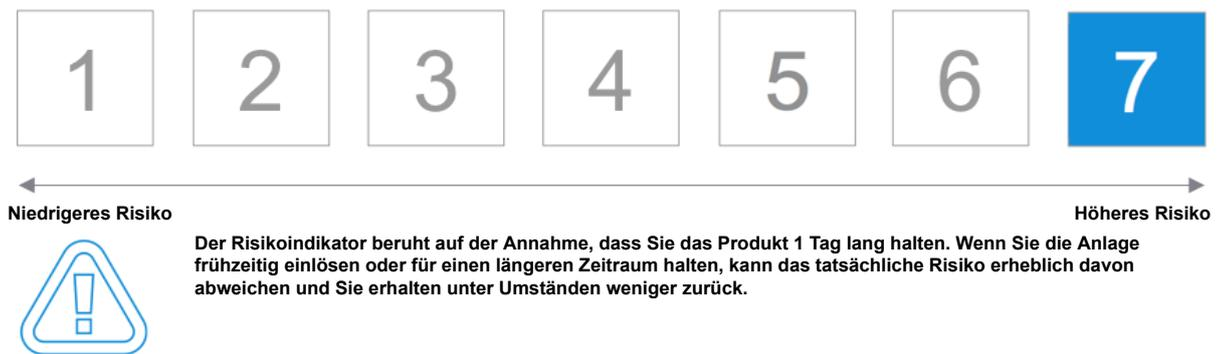 1 2 3 4 5 6 7
Niedrigeres Risiko Höheres Risiko
Der Risikoindikator beruht auf der Annahme, dass Sie das Produkt 1 Tag lang halten. Wenn Sie die Anlage
frühzeitig einlösen oder für einen längeren Zeitraum halten, kann das tatsächliche Risiko erheblich davon
abweichen und Sie erhalten unter Umständen weniger zurück.